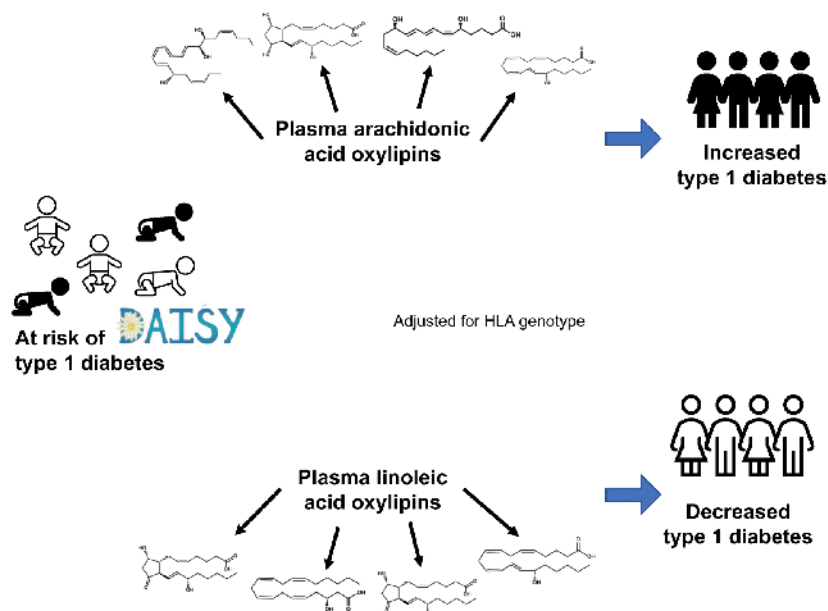 Plasma arachidonic
acid oxylipins
Increased
type 1 diabetes
At risk of
DAISY
type 1 diabetes
Adjusted for HLA genotype
Plasma linoleic
acid oxylipins
Decreased
type 1 diabetes